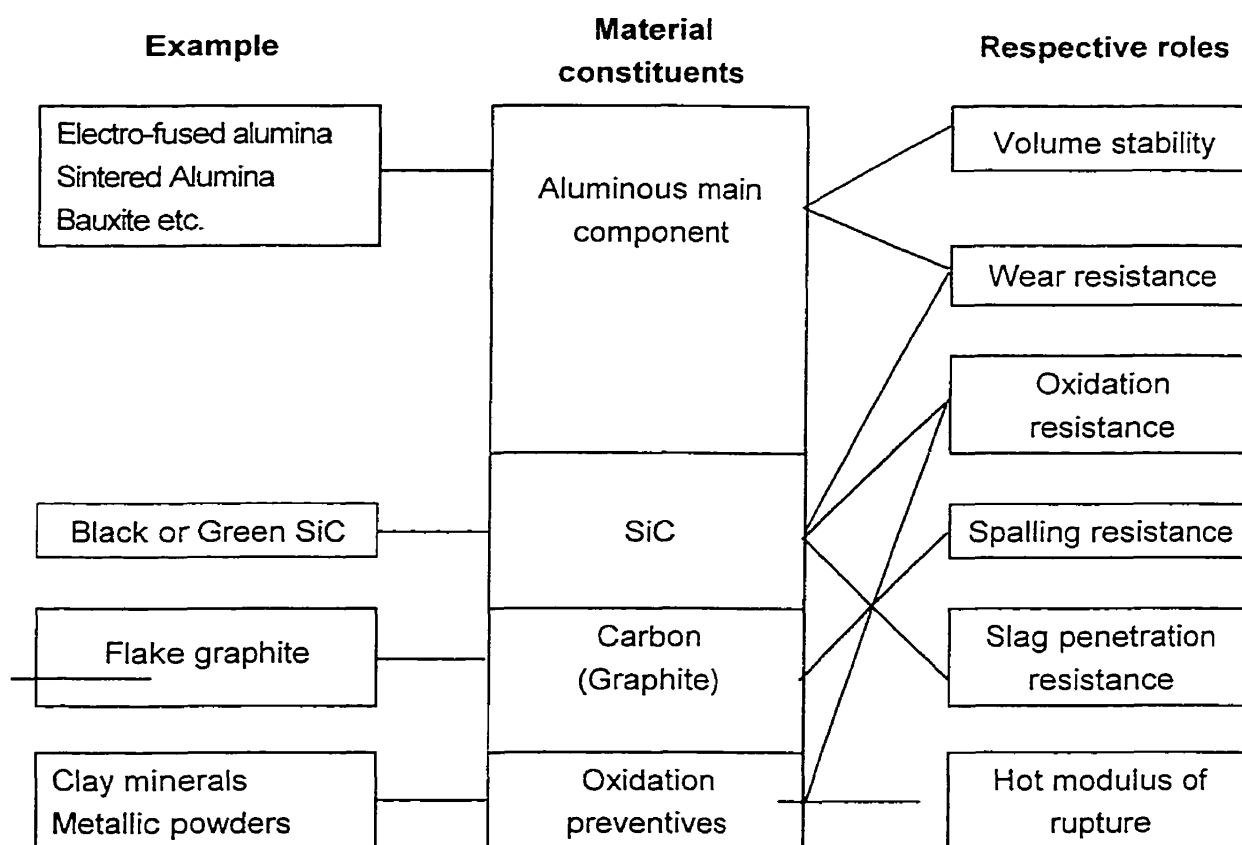 Example
Material
constituents
Respective roles
Electro-fused alumina
Sintered Alumina
Bauxite etc.
Aluminous main
component
Volume stability
Wear resistance
Oxidation
resistance
Black or Green SiC
SiC
Spalling resistance
Flake graphite
Carbon
(Graphite)
Slag penetration
resistance
Clay minerals
Metallic powders
Oxidation
preventives
Hot modulus of
rupture